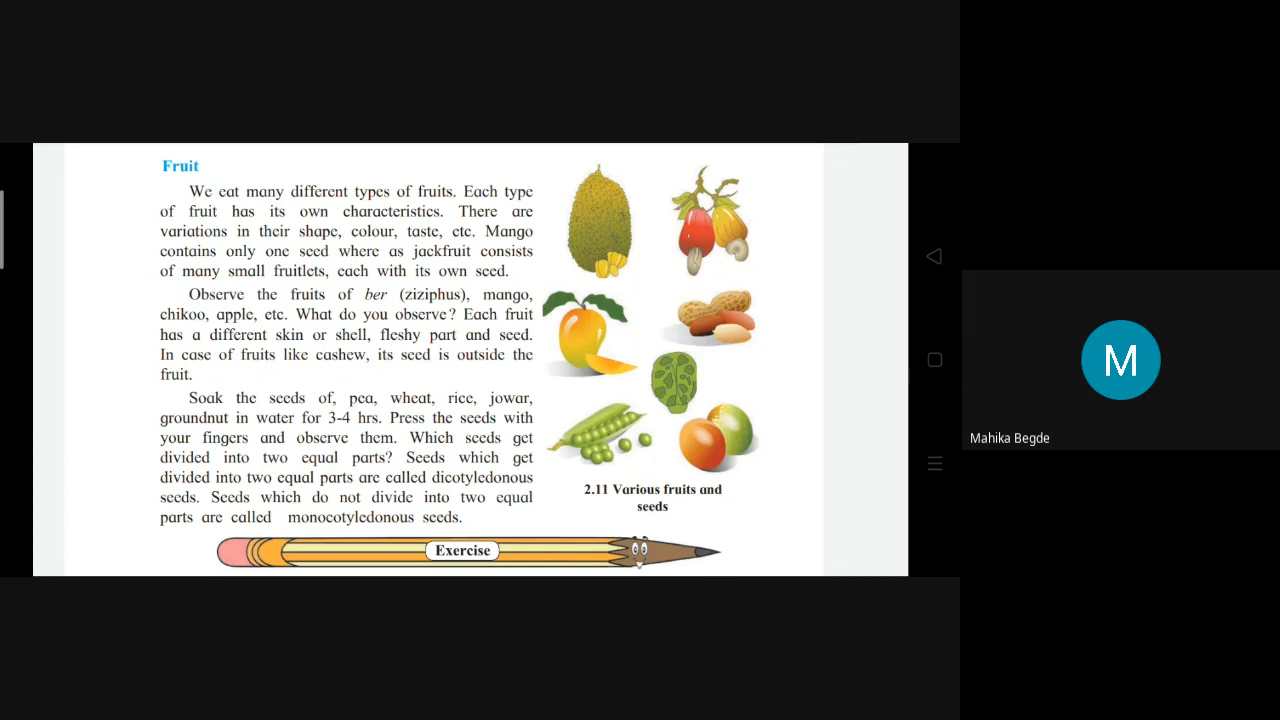 Fruit
We eat many different types of fruits. Each type
of fruit has its own characteristics. There are
variations in their shape, colour, taste, etc. Mango
contains only one seed where as jackfruit consists
of many small fruitlets, each with its own seed.
Observe the fruits of ber (ziziphus), mango,
chikoo, apple, etc. What do you observe? Each fruit
has a different skin or shell, fleshy part and seed.
In case of fruits like cashew, its seed is outside the
fruit.
Soak the seeds of, pea, wheat, rice, jowar,
groundnut in water for 3-4 hrs. Press the seeds with
your fingers and observe them. Which seeds get
divided into two equal parts? Seeds which get
divided into two equal parts are called dicotyledonous
seeds. Seeds which do not divide into two equal
parts are called monocotyledonous seeds.
2.11 Various fruits and
seeds
Exercise
M
Mahika Begde